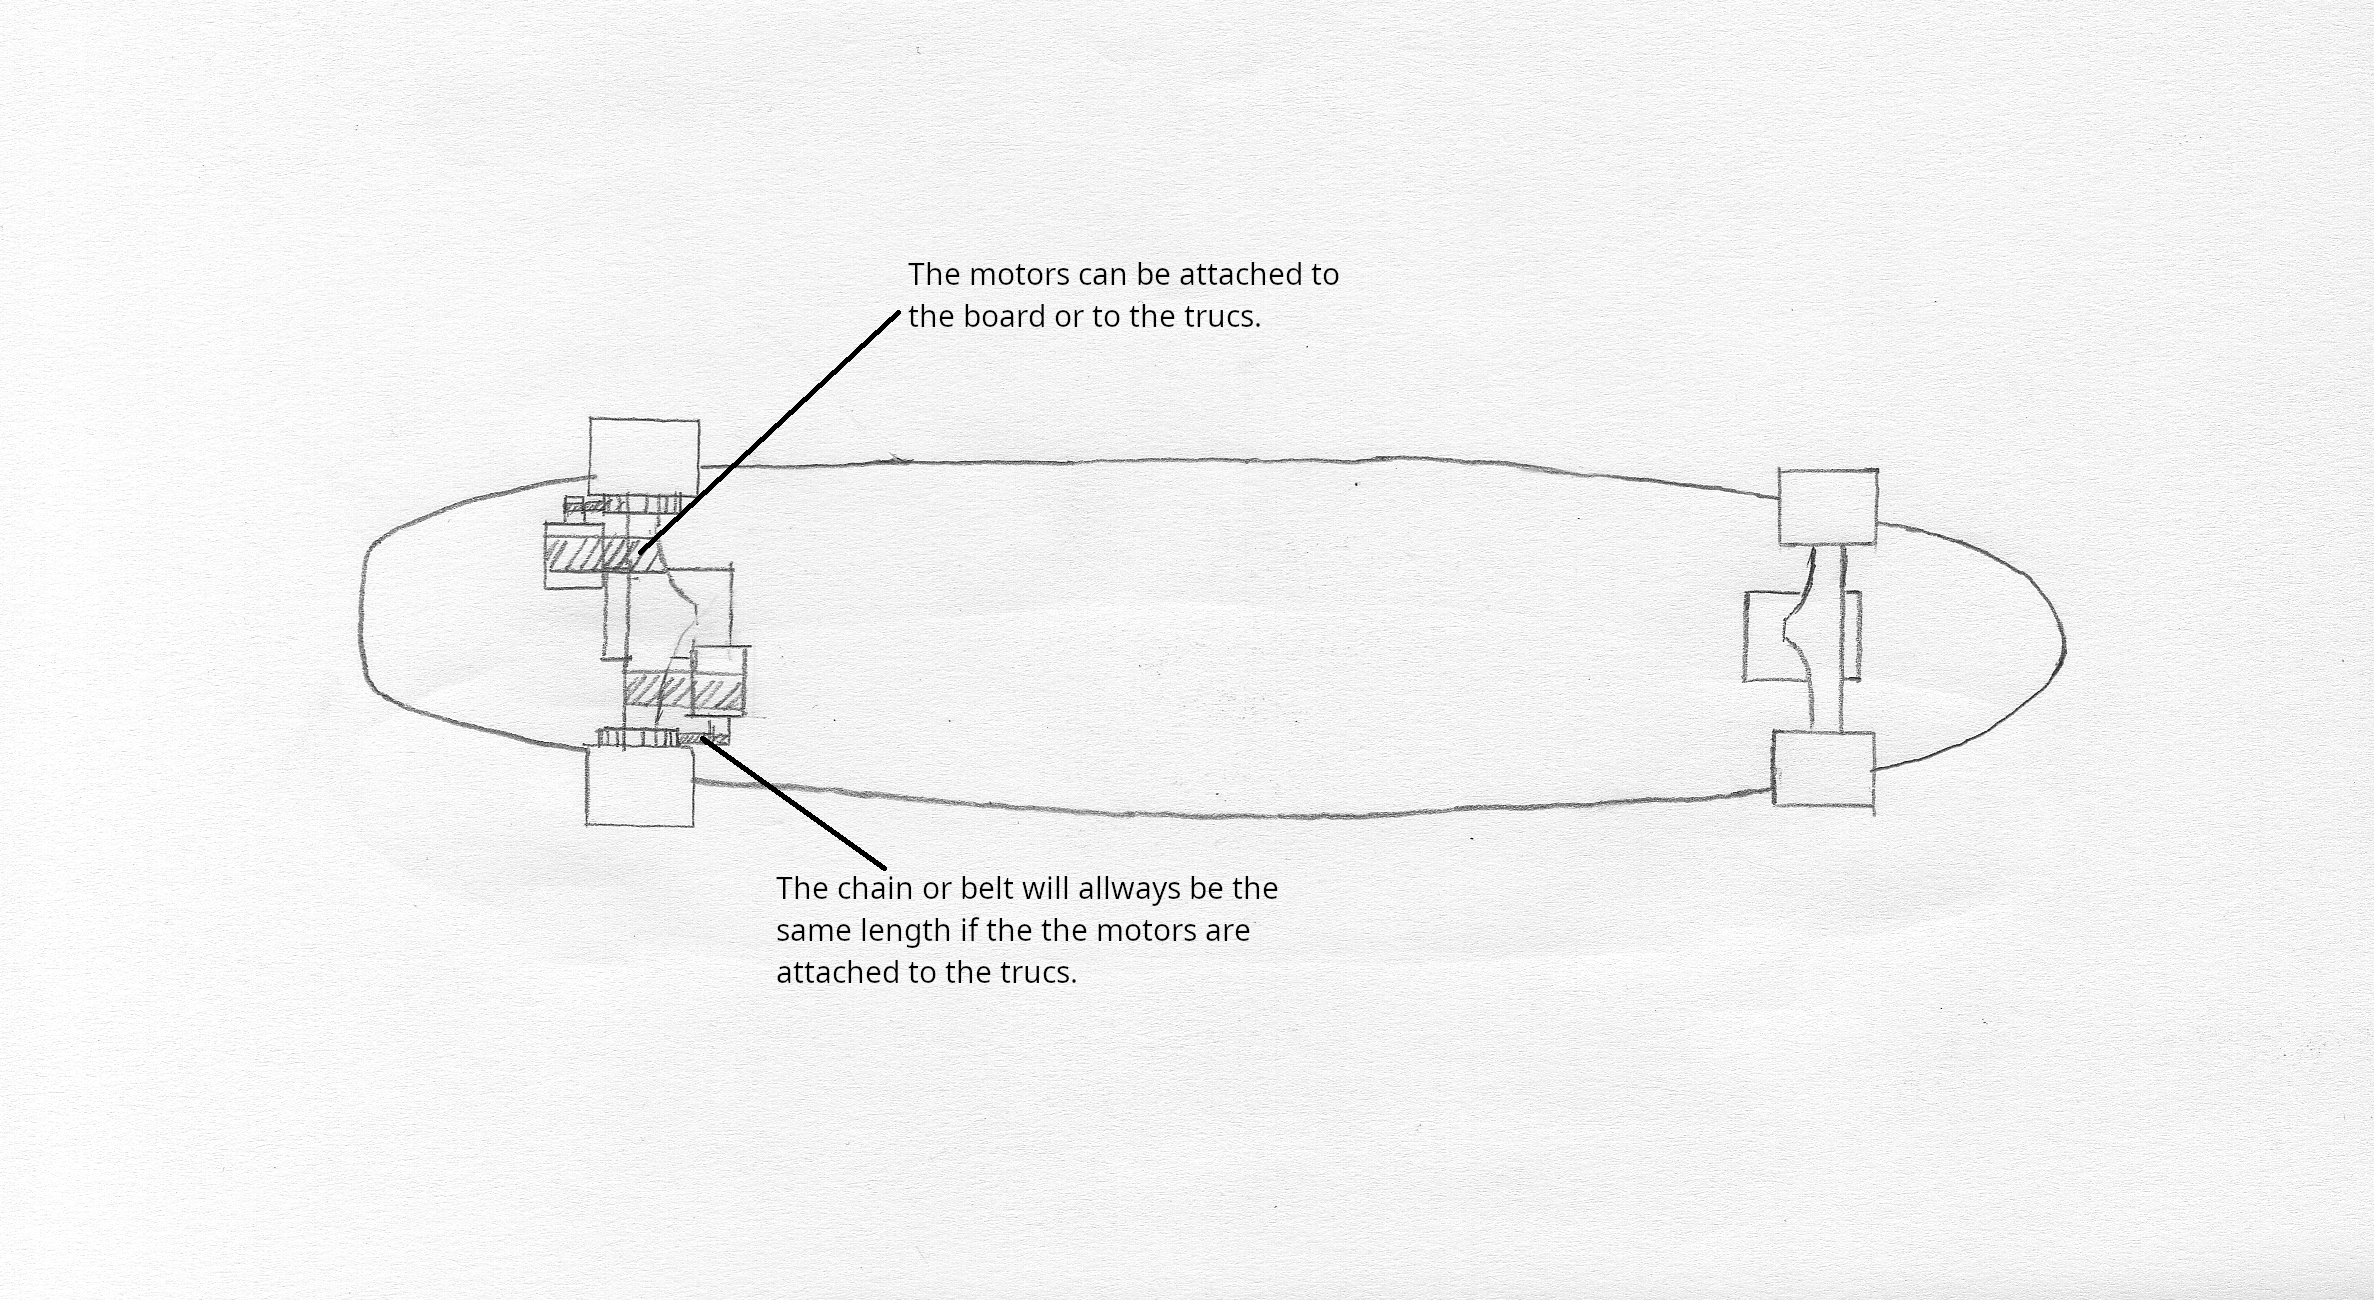 The motors can be attached to
the board or to the trucs.
The chain or belt will allways be the
same length if the the motors are
attached to the trucs.